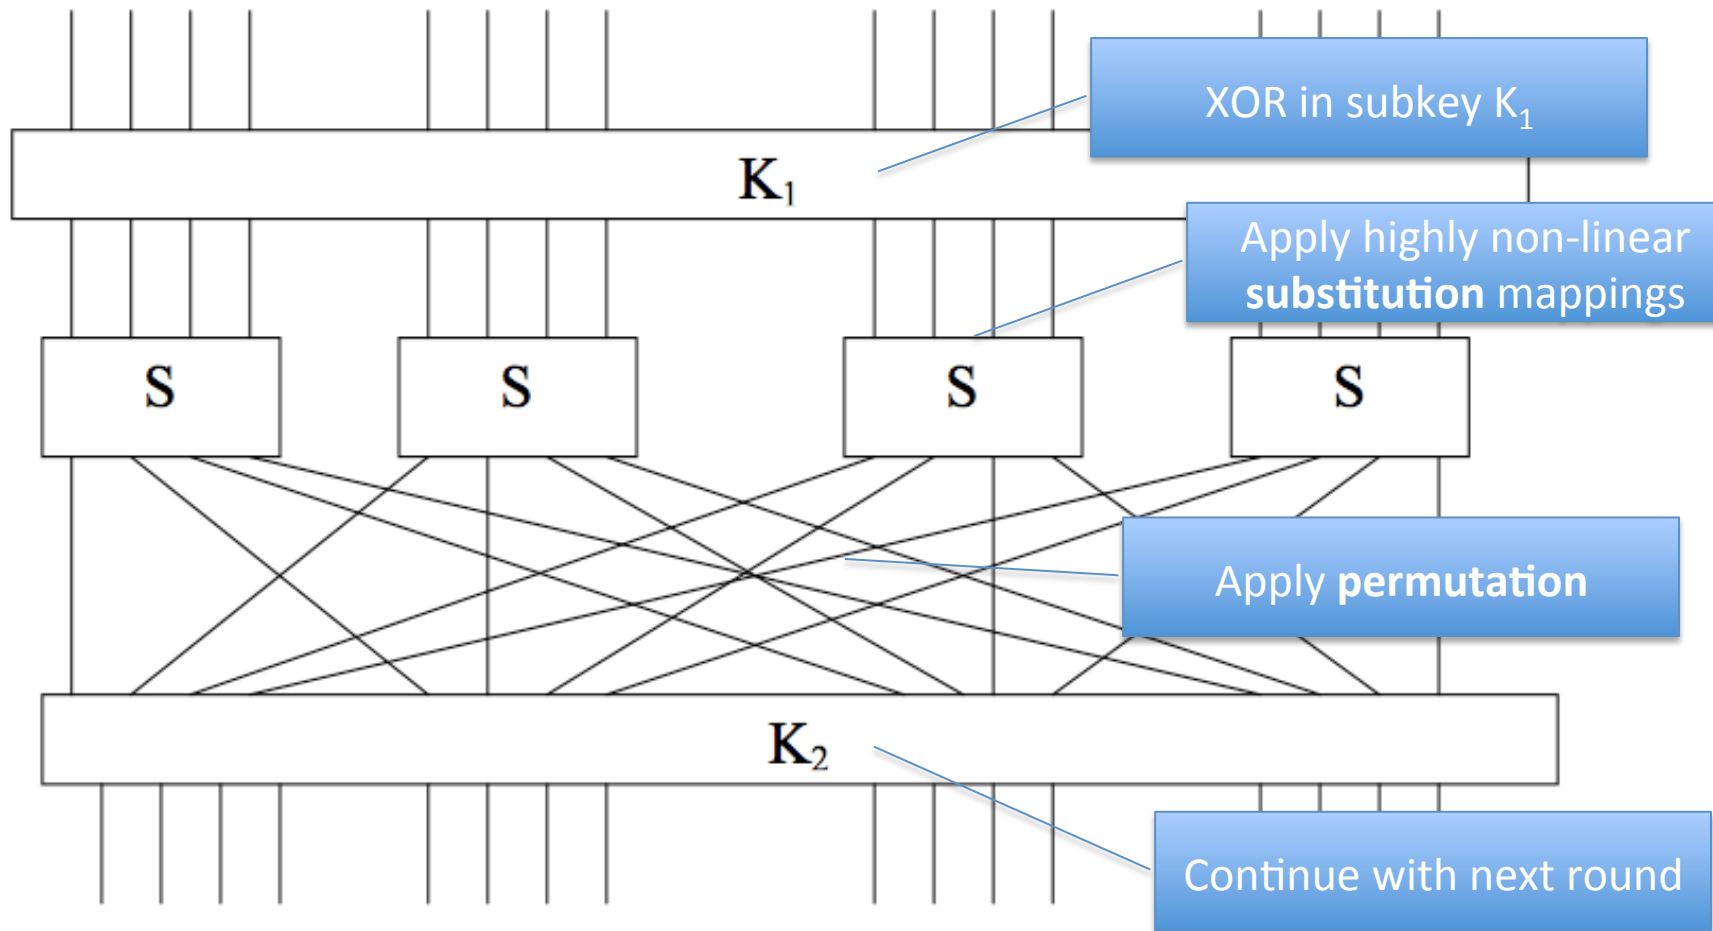 XOR in subkey K₁
K₁
Apply highly non-linear
substitution mappings
S
S
S
S
Apply permutation
K₂
Continue with next round